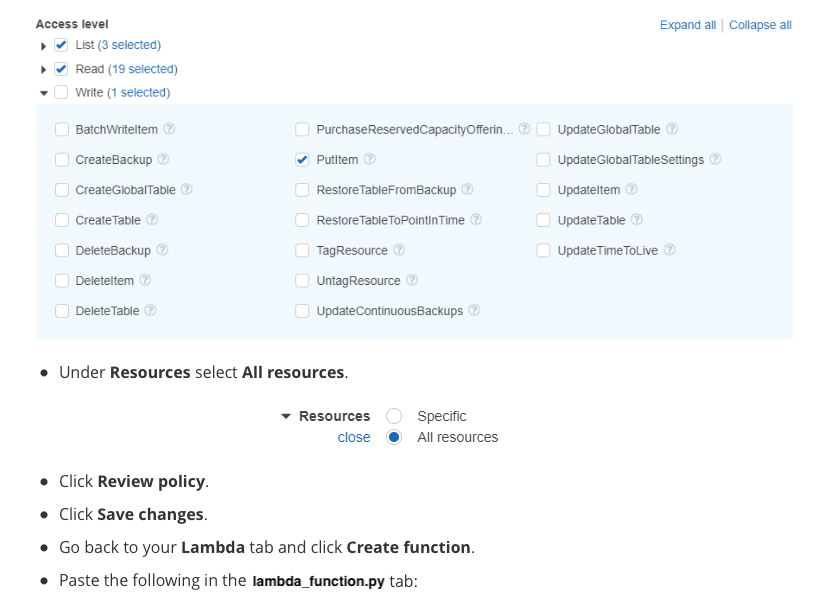 Access level
Expand all | Collapse all
List (3 selected)
Read (19 selected)
Write (1 selected)
BatchWriteItem ? PurchaseReservedCapacityOfferin... ? UpdateGlobalTable ?
CreateBackup ? PutItem ? UpdateGlobalTableSettings ?
CreateGlobalTable ? RestoreTableFromBackup ? UpdateItem ?
CreateTable ? RestoreTableToPointInTime ? UpdateTable ?
DeleteBackup ? TagResource ? UpdateTimeToLive ?
DeleteItem ? UntagResource ?
DeleteTable ? UpdateContinuousBackups ?
• Under Resources select All resources.
Resources Specific
close All resources
• Click Review policy.
• Click Save changes.
• Go back to your Lambda tab and click Create function.
• Paste the following in the lambda_function.py tab: